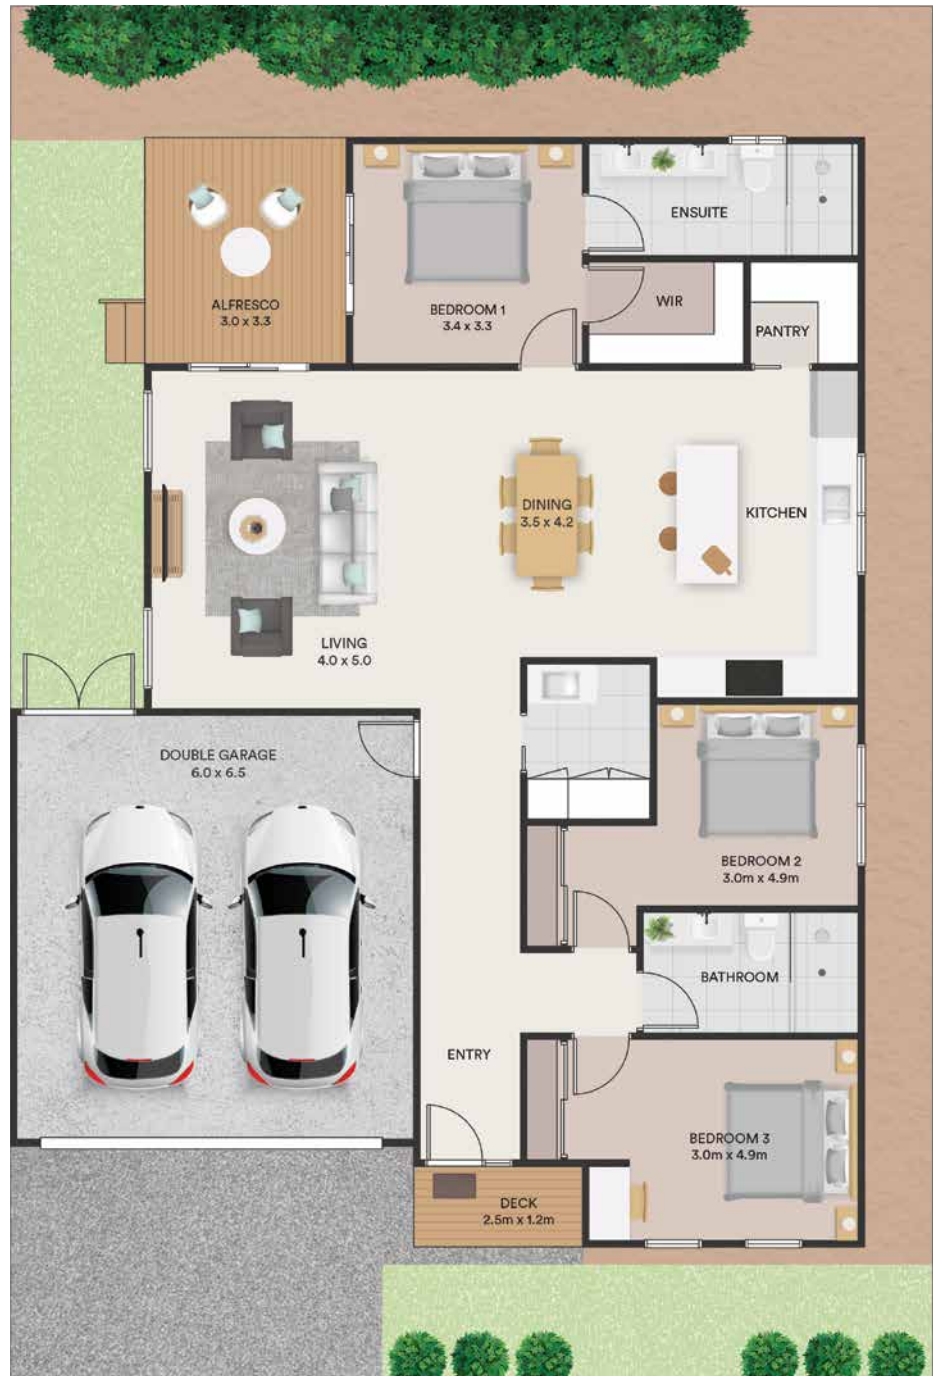 ENSUITE
ALFRESCO
3.0 x 3.3
BEDROOM 1
3.4 x 3.3
WIR
PANTRY
DINING
3.5 x 4.2
KITCHEN
LIVING
4.0 x 5.0
DOUBLE GARAGE
6.0 x 6.5
BEDROOM 2
3.0m x 4.9m
BATHROOM
ENTRY
BEDROOM 3
3.0m x 4.9m
DECK
2.5m x 1.2m